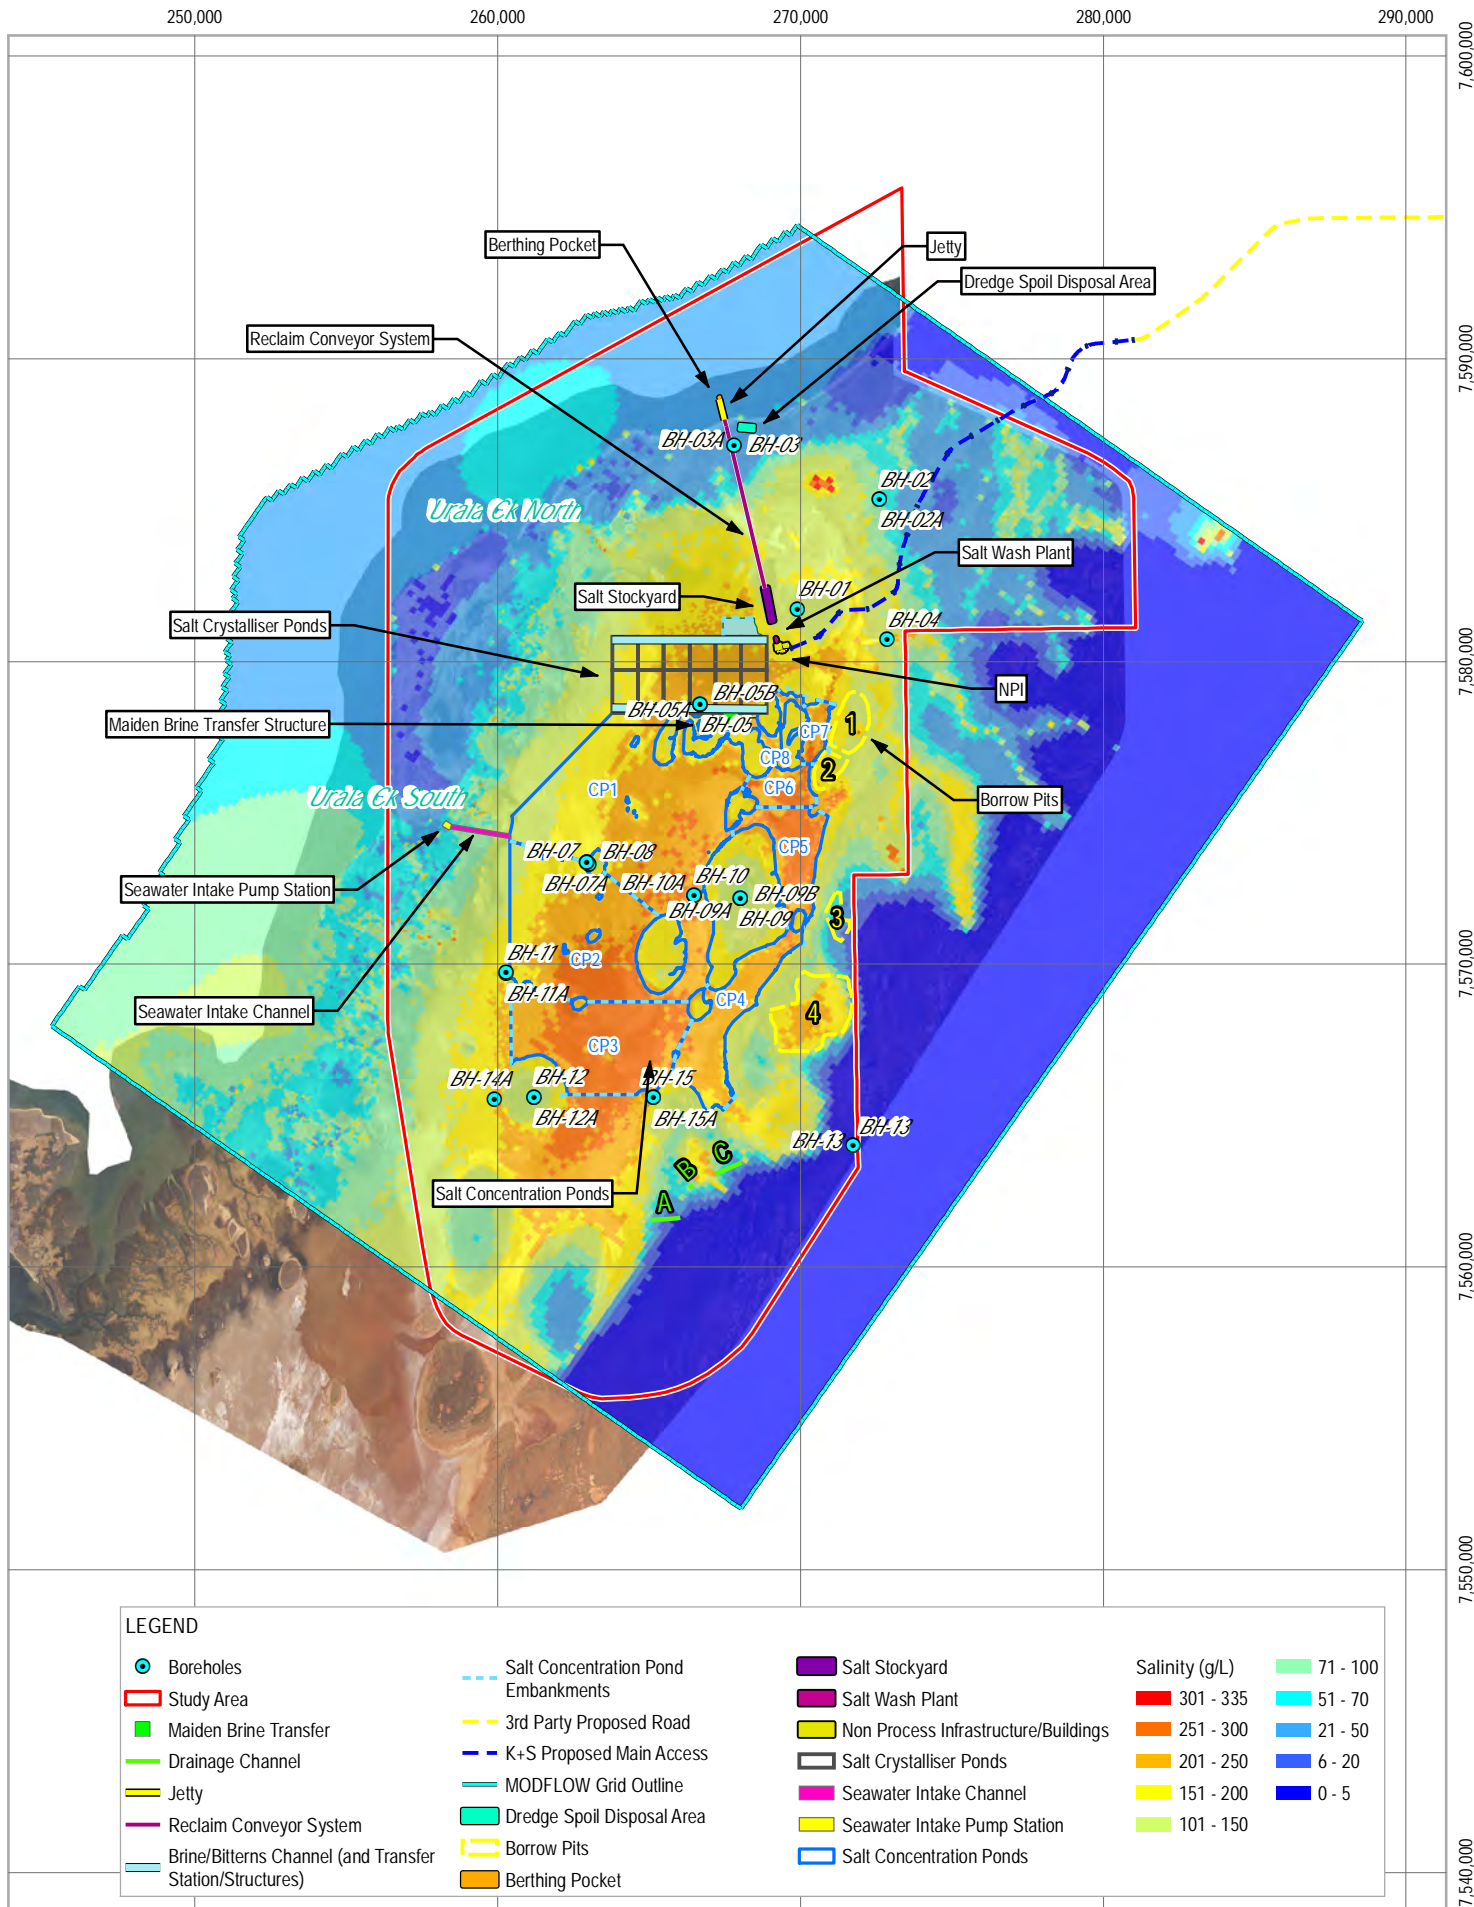 250,000
260,000
270,000
280,000
290,000
7,600,000
Berthing Pocket
Jetty
Dredge Spoil Disposal Area
Reclaim Conveyor System
7,590,000
BH-03A
BH-03
BH-02
Urala Ck North
BH-02A
Salt Wash Plant
Salt Stockyard
BH-01
Salt Crystalliser Ponds
BH-04
7,580,000
NPI
BH-05B
BH-05A
Maiden Brine Transfer Structure
BH-05
1
CP7
CP8
2
CP6
CP1
Urala Ck South
Borrow Pits
CP5
BH-07
BH-08
BH-07A
BH-10A
BH-10
Seawater Intake Pump Station
BH-09B
BH-09A
BH-09
3
BH-11
CP2
7,570,000
BH-11A
CP4
Seawater Intake Channel
4
CP3
BH-14A
BH-12
BH-15
BH-12A
BH-15A
BH-13
BH-13
C
B
Salt Concentration Ponds
A
7,560,000
7,550,000
LEGEND
Boreholes
Study Area
Maiden Brine Transfer
Drainage Channel
Jetty
Reclaim Conveyor System
Brine/Bitterns Channel (and Transfer
Station/Structures)
Salt Concentration Pond
Embankments
3rd Party Proposed Road
K+S Proposed Main Access
MODFLOW Grid Outline
Dredge Spoil Disposal Area
Borrow Pits
Berthing Pocket
Salt Stockyard
Salt Wash Plant
Non Process Infrastructure/Buildings
Salt Crystalliser Ponds
Seawater Intake Channel
Seawater Intake Pump Station
Salt Concentration Ponds
Salinity (g/L)
301 - 335
251 - 300
201 - 250
151 - 200
101 - 150
71 - 100
51 - 70
21 - 50
6 - 20
0 - 5
7,540,000